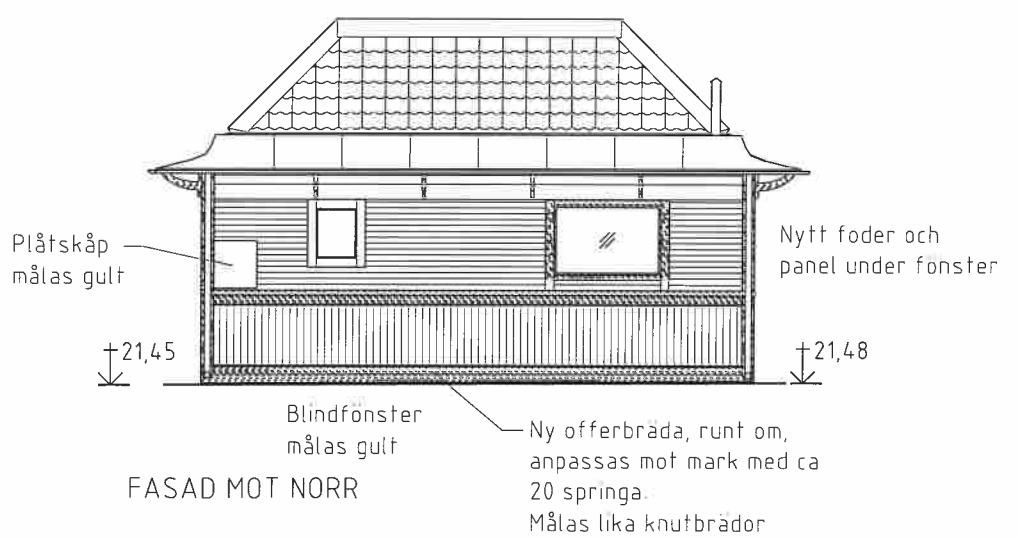 Plåtskåp
målas gult
Nytt foder och
panel under fönster
+21,45
+21,48
Blindfönster
målas gult
Ny offerbräda, runt om,
anpassas mot mark med ca
20 springa.
Målas lika knutbrädor
FASAD MOT NORR